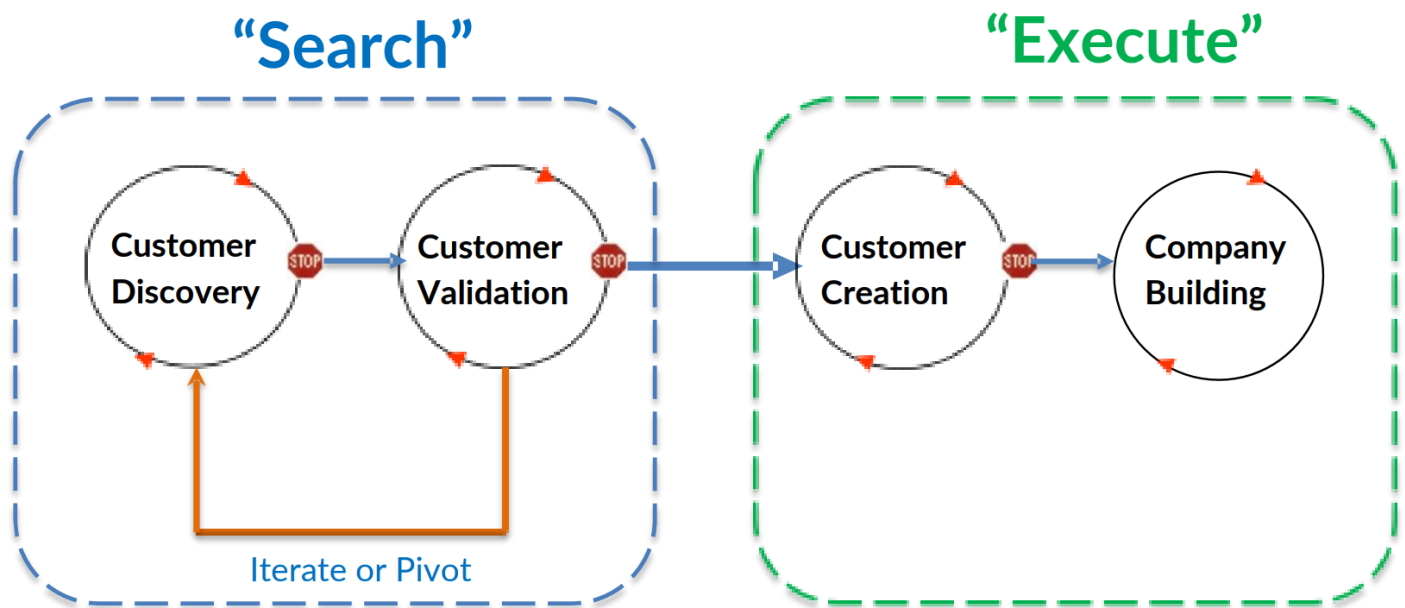 “Search”
“Execute”
Customer
Discovery
STOP
Customer
Validation
STOP
Customer
Creation
STOP
Company
Building
Iterate or Pivot